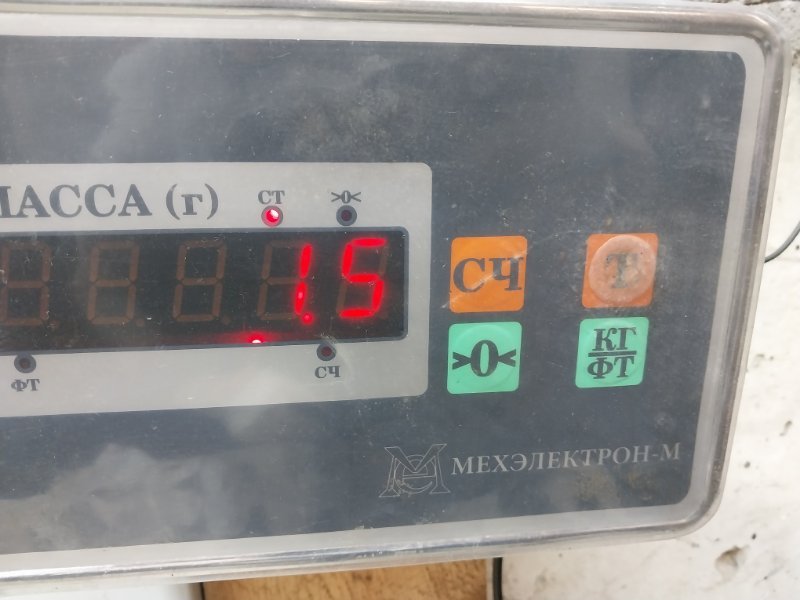 МАССА (г)
СТ
>0<
1.5
ФТ
СЧ
СЧ
Т
>0<
КГ
ФТ
МЕХЭЛЕКТРОН-М